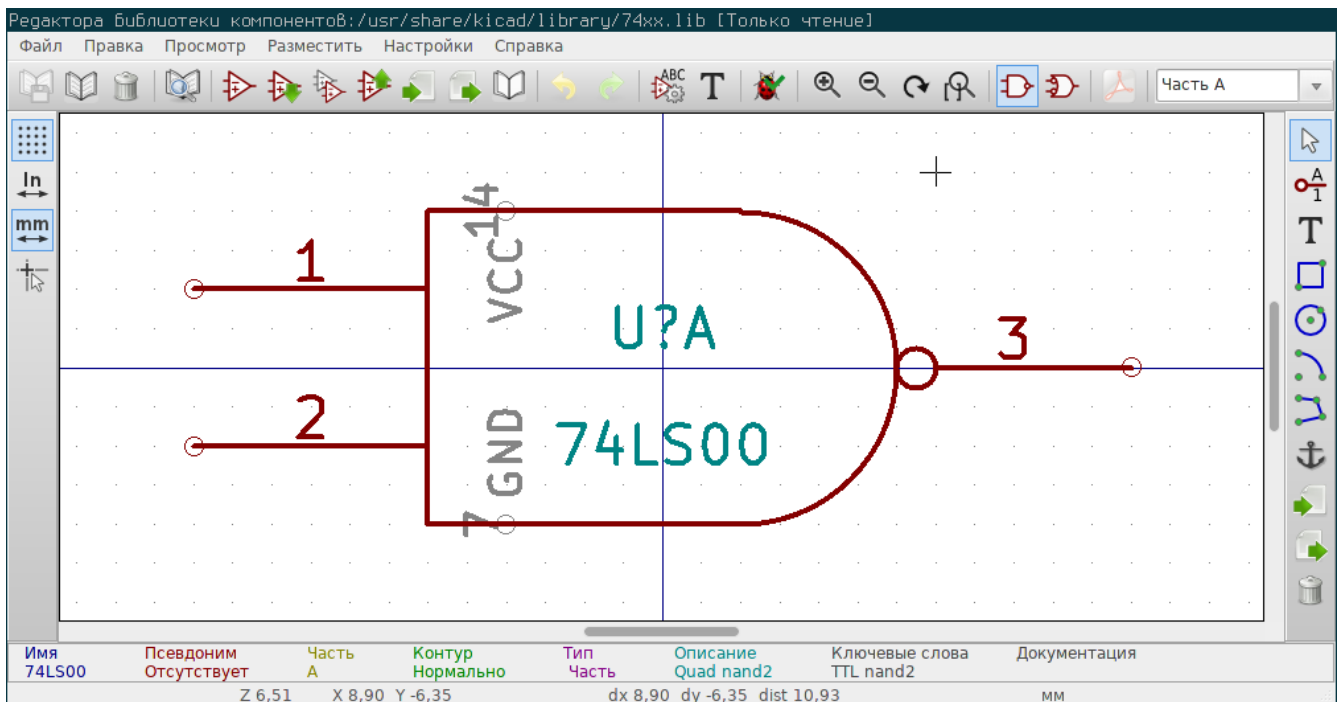 Редактора библиотеки компонентов:/usr/share/kicad/library/74xx.lib [Только чтение]
Файл Правка Просмотр Разместить Настройки Справка
ABC
T
Часть A
In
mm
A
1
T
14
VCC
1
U?A
3
2
GND
74LS00
7
Имя Псевдоним Часть Контур Тип Описание Ключевые слова Документация
74LS00 Отсутствует A Нормально Часть Quad nand2 TTL nand2
Z 6,51 X 8,90 Y -6,35 dx 8,90 dy -6,35 dist 10,93 мм